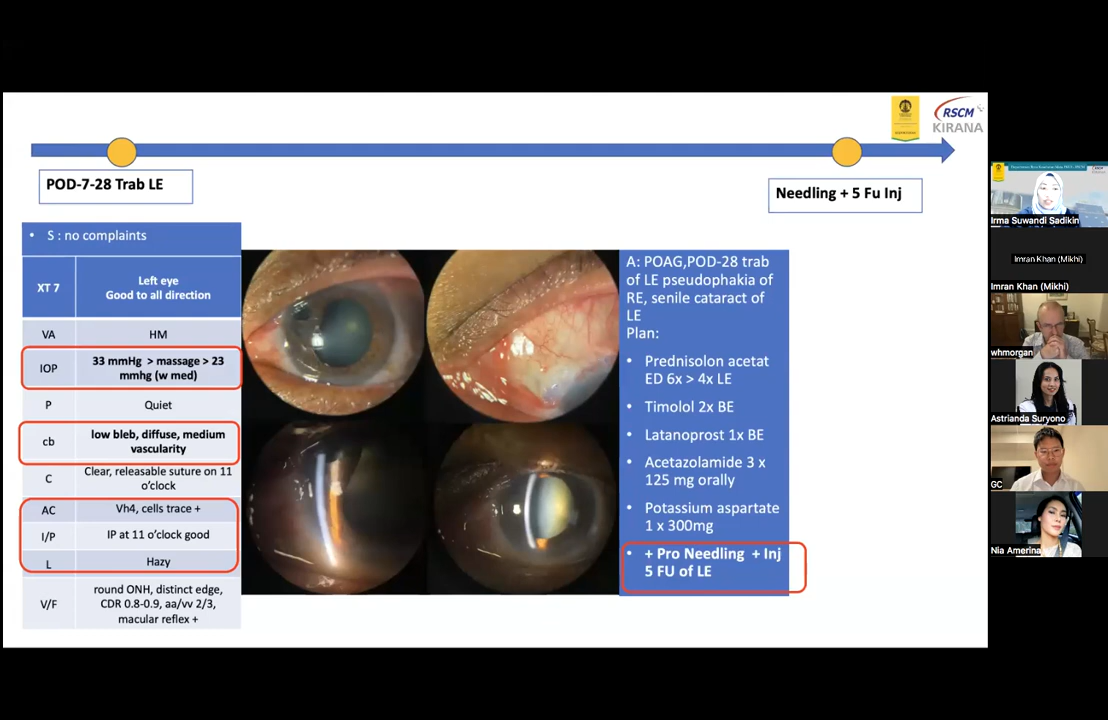 RSCM
KIRANA
POD-7-28 Trab LE
Needling + 5 Fu Inj
• S : no complaints
XT 7
Left eye
Good to all direction
VA
HM
IOP
33 mmHg > massage > 23
mmhg (w med)
P
Quiet
cb
low bleb, diffuse, medium
vascularity
C
Clear, releasable suture on 11
o'clock
AC
Vh4, cells trace +
I/P
IP at 11 o'clock good
L
Hazy
V/F
round ONH, distinct edge,
CDR 0.8-0.9, aa/vv 2/3,
macular reflex +
A: POAG,POD-28 trab
of LE pseudophakia of
RE, senile cataract of
LE
Plan:
• Prednisolon acetat
ED 6x > 4x LE
• Timolol 2x BE
• Latanoprost 1x BE
• Acetazolamide 3 x
125 mg orally
• Potassium aspartate
1 x 300mg
• + Pro Needling + Inj
5 FU of LE
Irma Suwandi Sadikin
Imran Khan (Mikhi)
Imran Khan (Mikhi)
whmorgan
Astrianda Suryono
GC
Nia Amerina